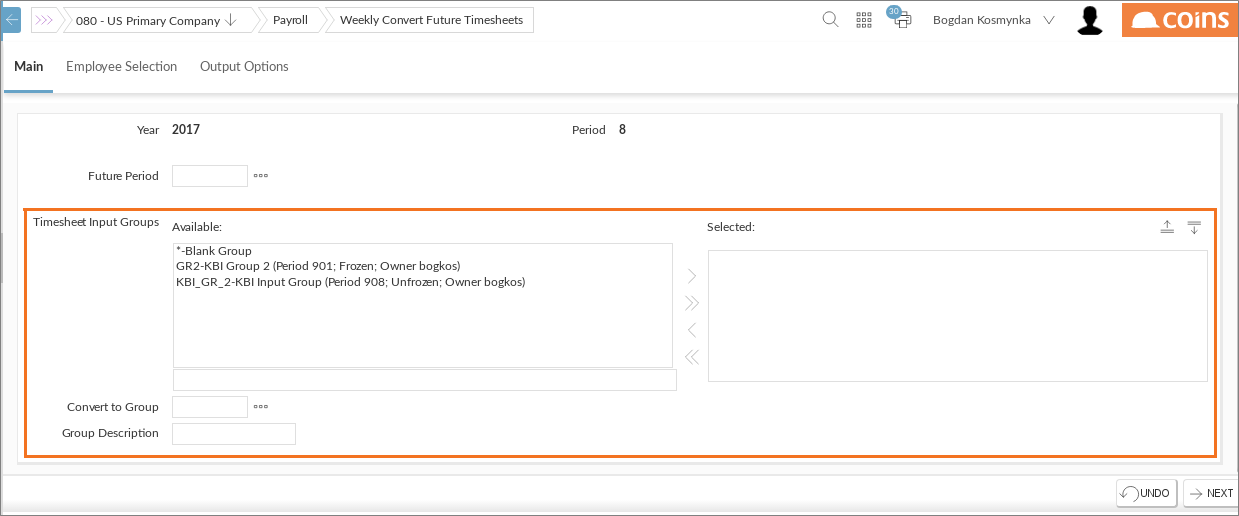 080 - US Primary Company
Payroll
Weekly Convert Future Timesheets
30
Bogdan Kosmynka
coins
Main
Employee Selection
Output Options
Year 2017
Period 8
Future Period
Timesheet Input Groups
Available:
Selected:
*-Blank Group
GR2-KBI Group 2 (Period 901; Frozen; Owner bogkos)
KBI_GR_2-KBI Input Group (Period 908; Unfrozen; Owner bogkos)
Convert to Group
Group Description
UNDO
NEXT